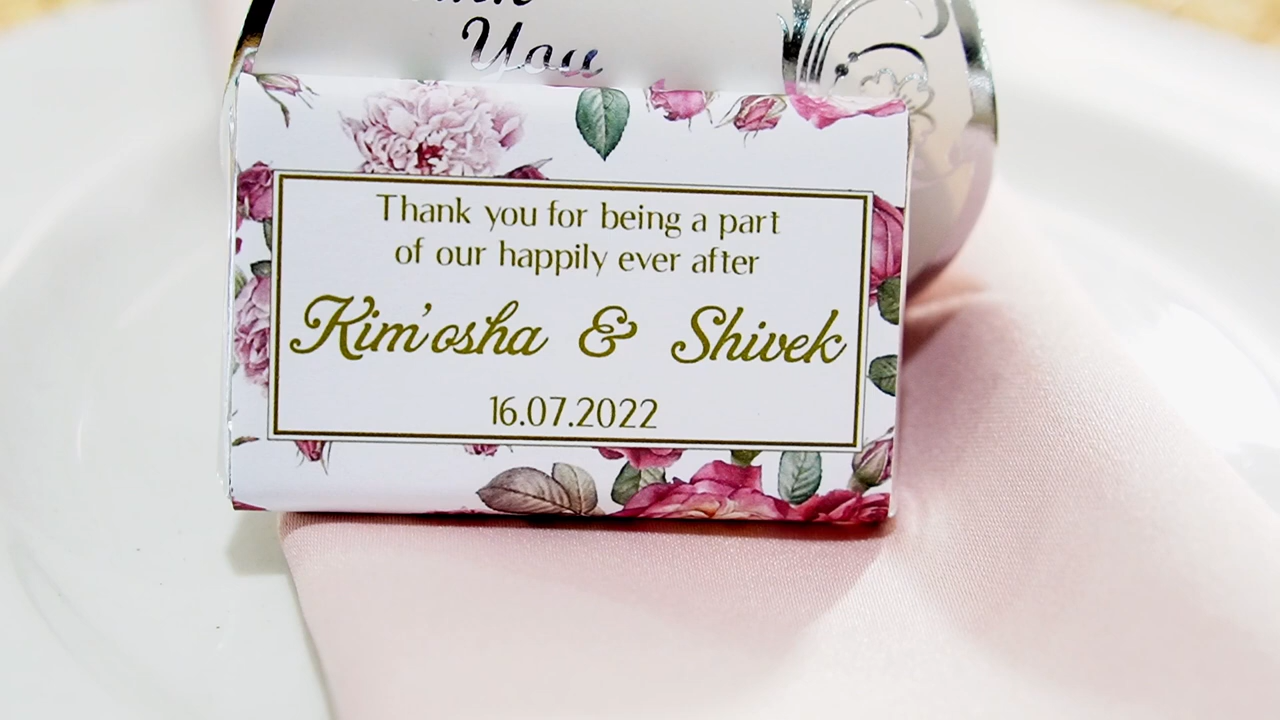 You
Thank you for being a part
of our happily ever after
Kim'osha & Shivek
16.07.2022